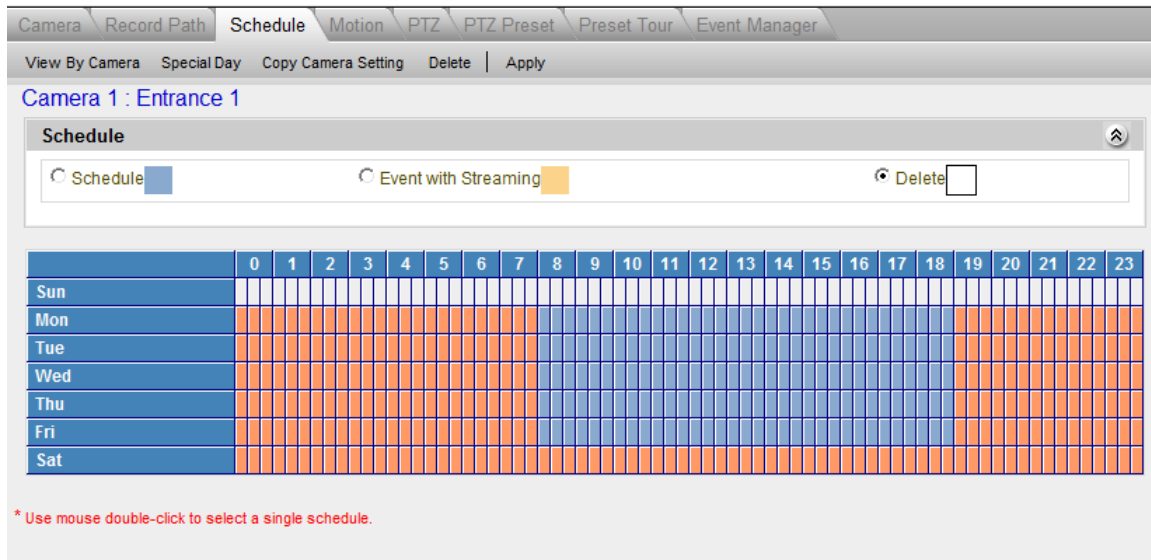 Camera Record Path Schedule Motion PTZ PTZ Preset Preset Tour Event Manager
View By Camera Special Day Copy Camera Setting Delete Apply
Camera 1 : Entrance 1
Schedule
Schedule Event with Streaming Delete
0 1 2 3 4 5 6 7 8 9 10 11 12 13 14 15 16 17 18 19 20 21 22 23
Sun
Mon
Tue
Wed
Thu
Fri
Sat
* Use mouse double-click to select a single schedule.